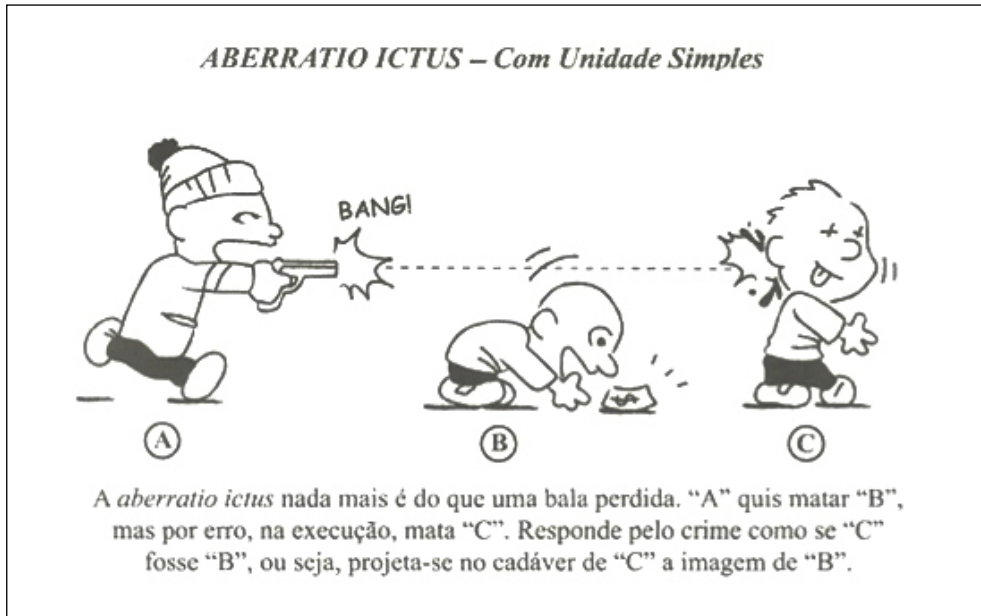 ABERRATIO ICTUS – Com Unidade Simples
BANG!
$
A
B
C
A aberratio ictus nada mais é do que uma bala perdida. “A” quis matar “B”,
mas por erro, na execução, mata “C”. Responde pelo crime como se “C”
fosse “B”, ou seja, projeta-se no cadáver de “C” a imagem de “B”.